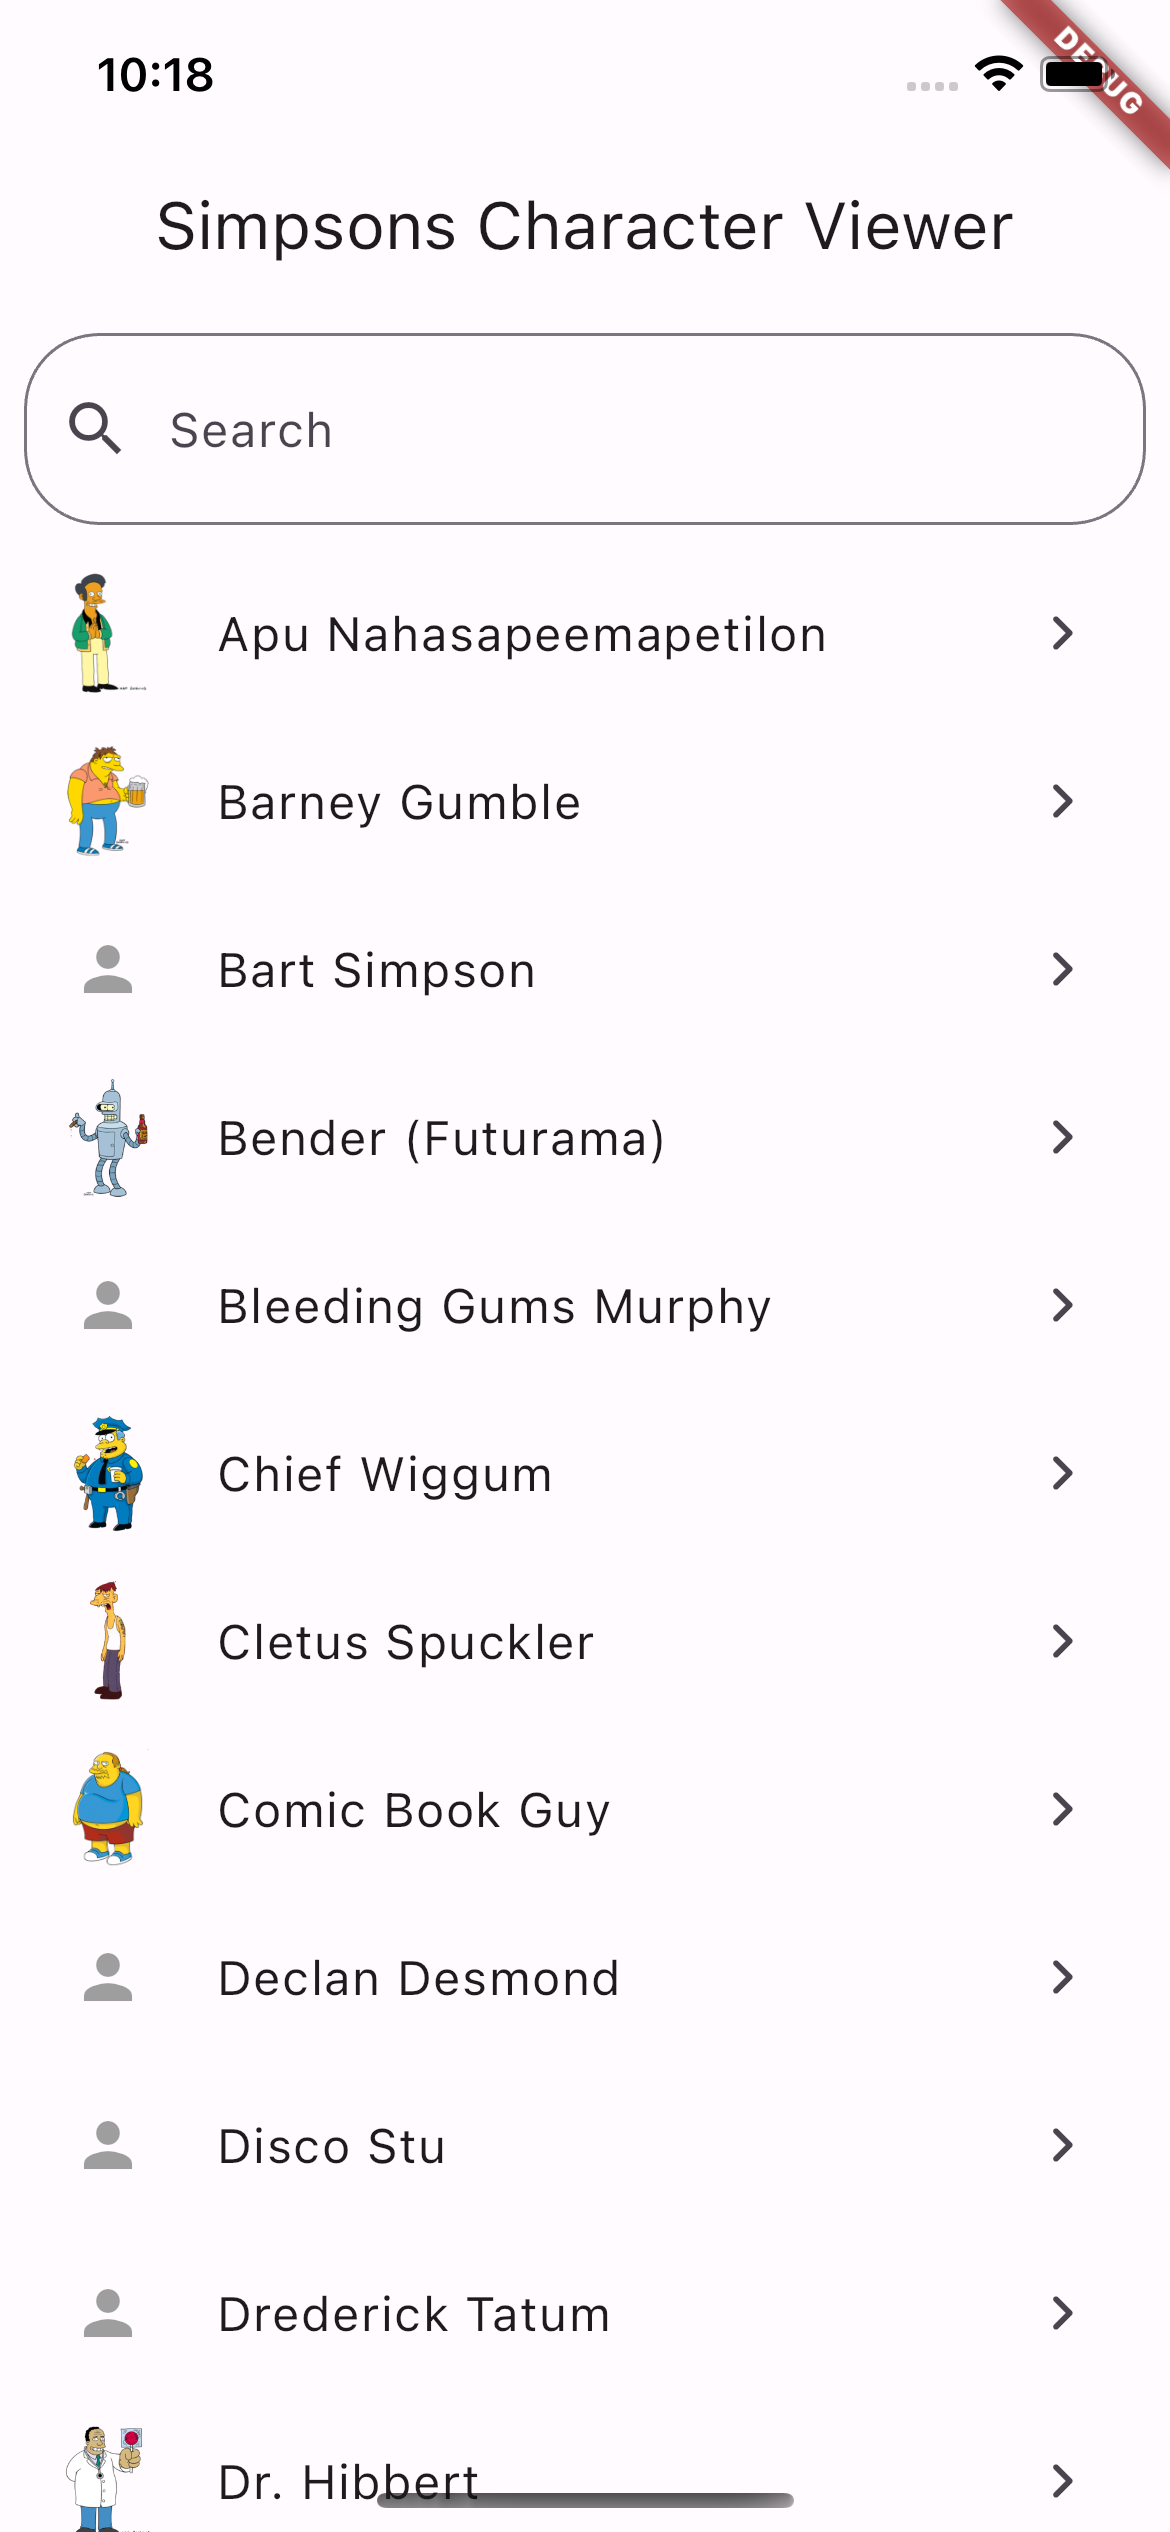 10:18
DEBUG
Simpsons Character Viewer
Search
Apu Nahasapeemapetilon
Barney Gumble
Bart Simpson
Bender (Futurama)
Bleeding Gums Murphy
Chief Wiggum
Cletus Spuckler
Comic Book Guy
Declan Desmond
Disco Stu
Drederick Tatum
Dr. Hibbert